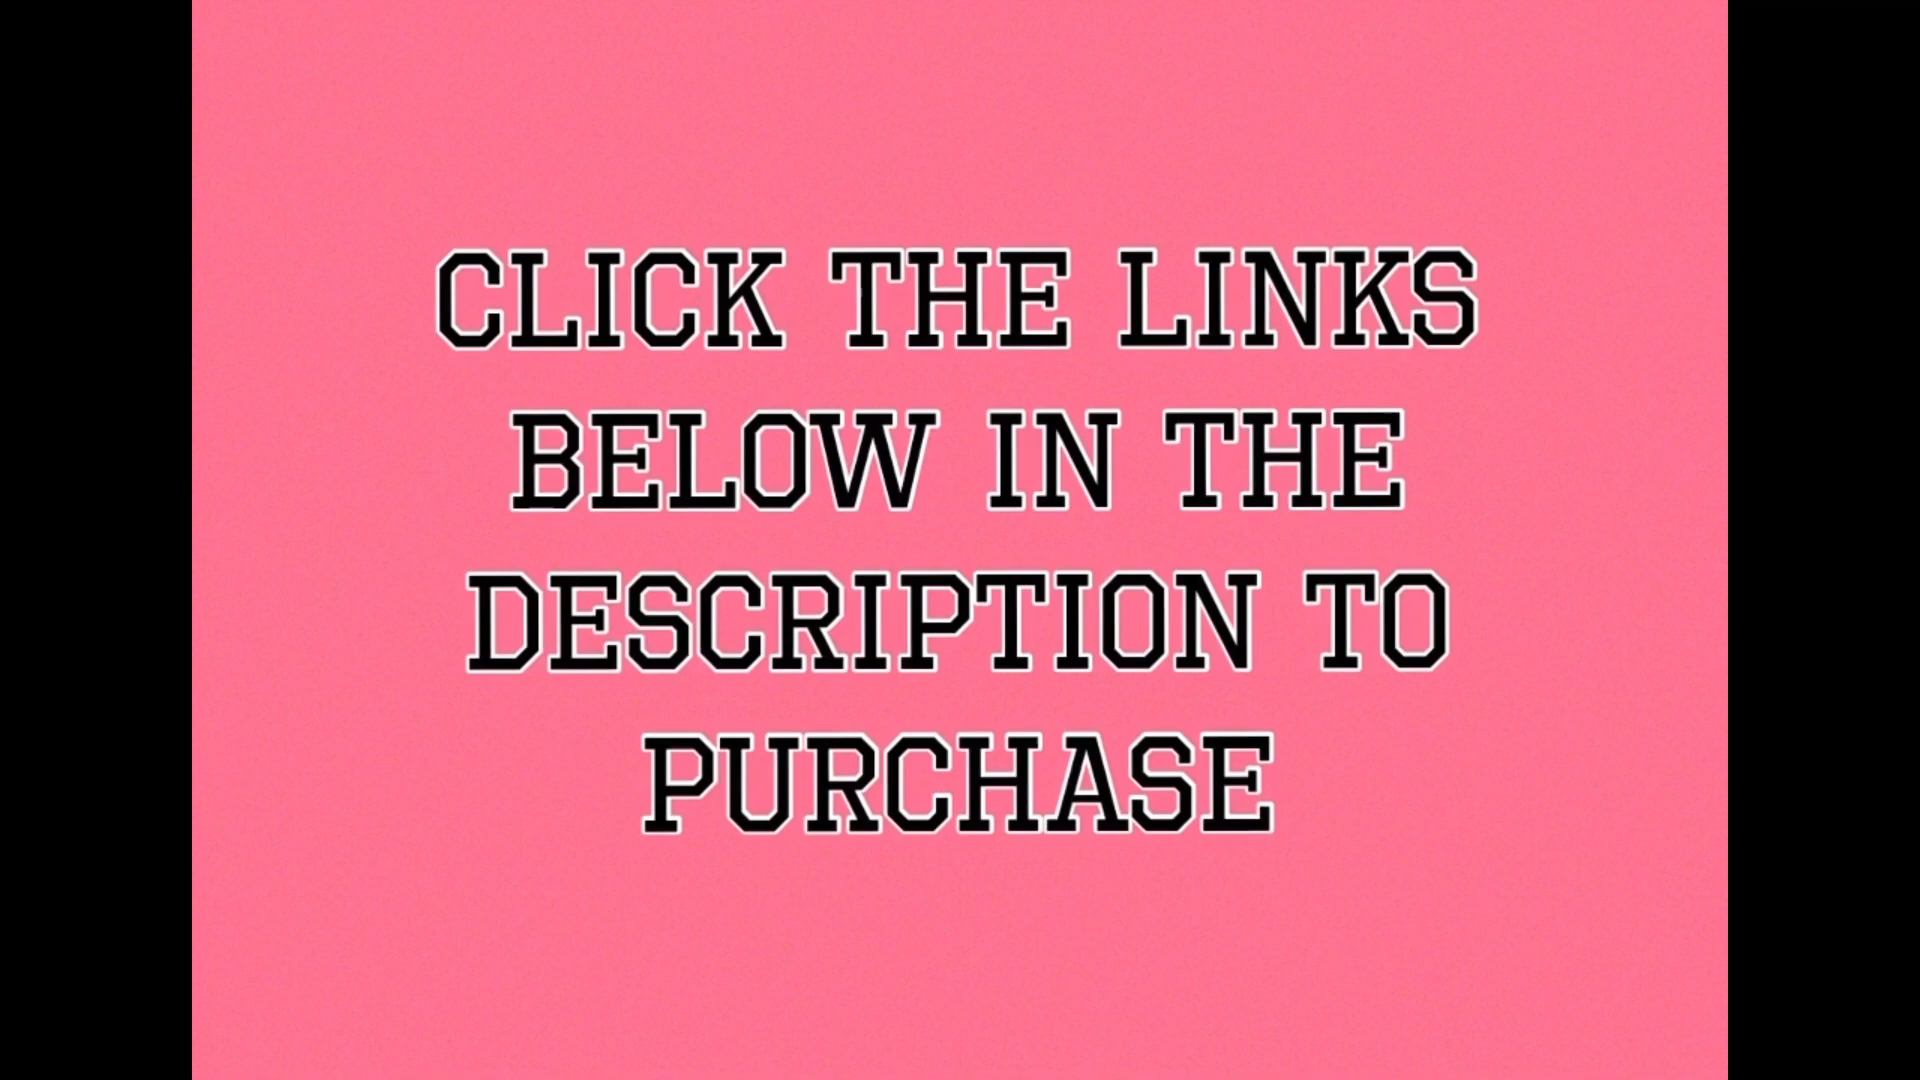 CLICK THE LINKS
BELOW IN THE
DESCRIPTION TO
PURCHASE